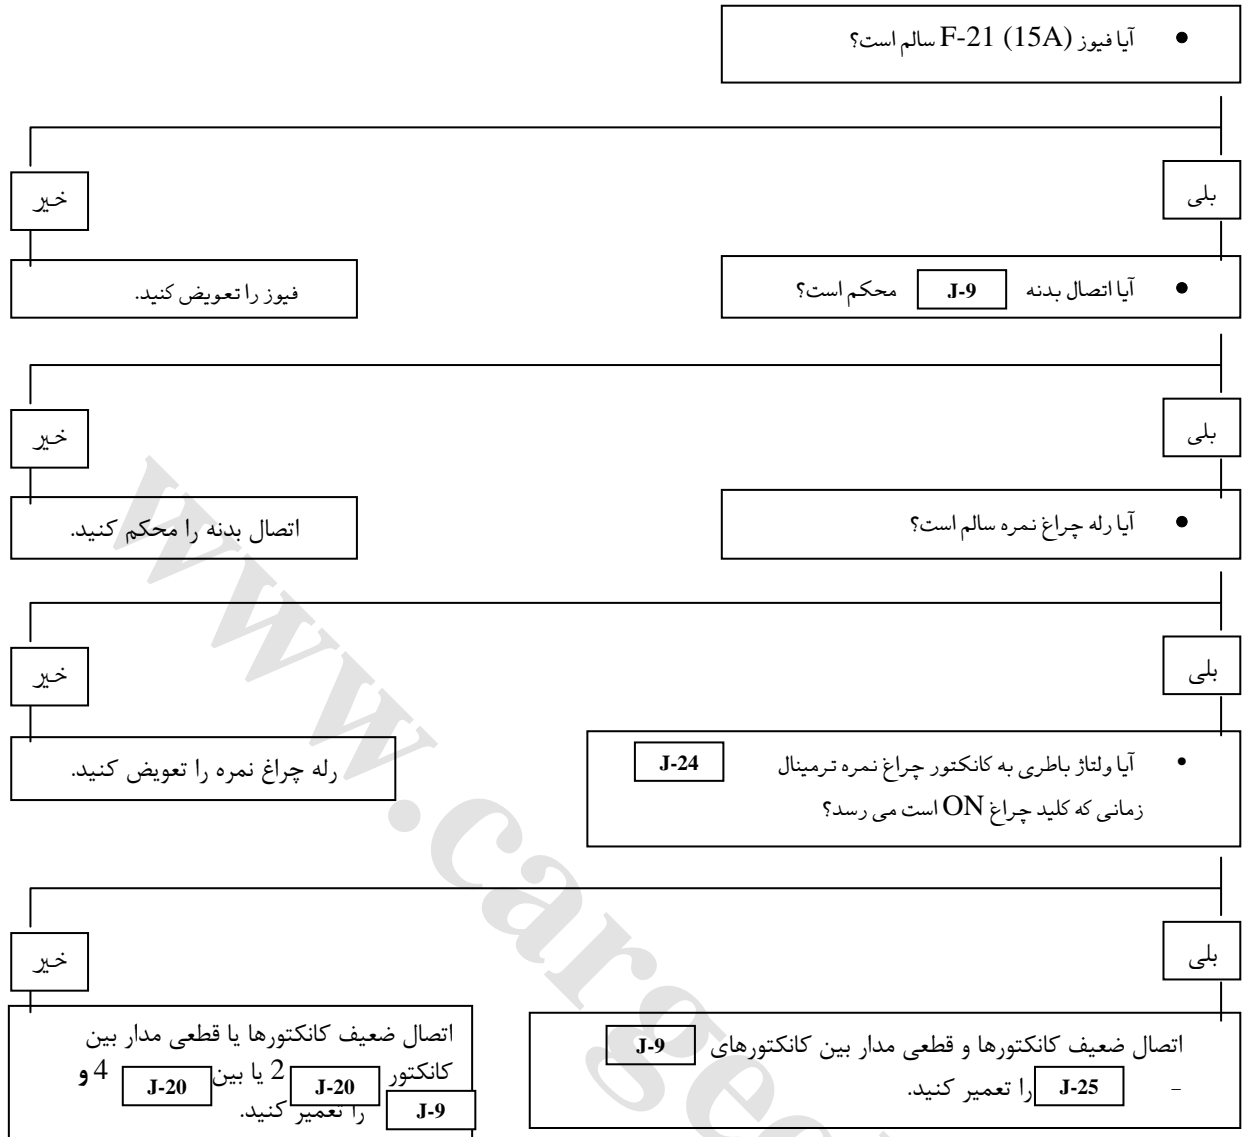 • آیا فیوز F-21 (15A) سالم است؟
بلی
خیر
• آیا اتصال بدنه J-9 محکم است؟
فیوز را تعویض کنید.
بلی
خیر
• آیا رله چراغ نمره سالم است؟
اتصال بدنه را محکم کنید.
بلی
خیر
• آیا ولتاژ باطری به کانکتور چراغ نمره ترمینال J-24
زمانی که کلید چراغ ON است می رسد؟
رله چراغ نمره را تعویض کنید.
بلی
خیر
اتصال ضعیف کانکتورها و قطعی مدار بین کانکتورهای J-9
- J-25 را تعمیر کنید.
اتصال ضعیف کانکتورها یا قطعی مدار بین
کانکتور J-20 2 یا بین J-20 4 و
J-9 را تعمیر کنید.
www.cargee